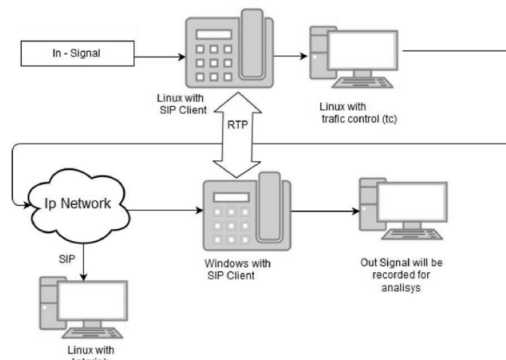 In - Signal
Linux with
SIP Client
Linux with
trafic control (tc)
RTP
Ip Network
SIP
Windows with
SIP Client
Out Signal will be
recorded for
analisys
Linux with